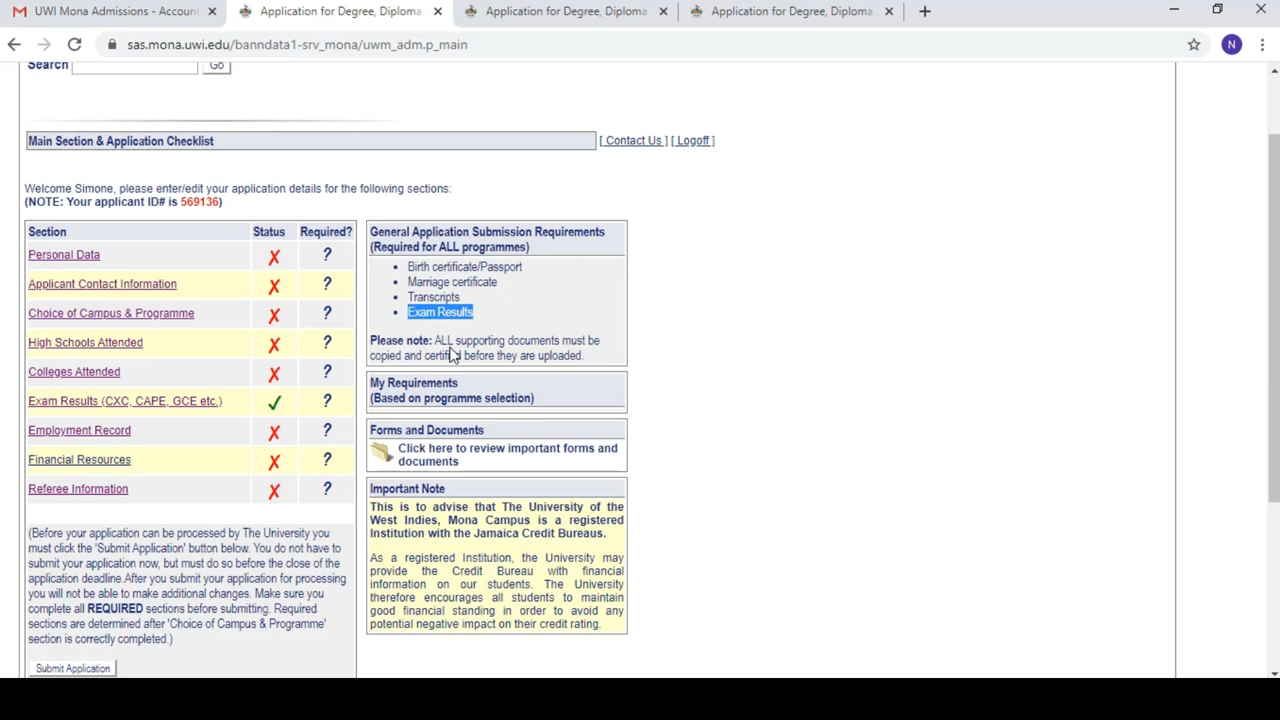 UWI Mona Admissions - Accoun
Application for Degree, Diploma
Application for Degree, Diploma
Application for Degree, Diploma
sas.mona.uwi.edu/banndata1-srv_mona/uwm_adm.p_main
N
Search
Go
Main Section & Application Checklist
[ Contact Us ] [ Logoff ]
Welcome Simone, please enter/edit your application details for the following sections:
(NOTE: Your applicant ID# is 569136)
Section Status Required?
Personal Data ✗ ?
Applicant Contact Information ✗ ?
Choice of Campus & Programme ✗ ?
High Schools Attended ✗ ?
Colleges Attended ✗ ?
Exam Results (CXC, CAPE, GCE etc.) ✓ ?
Employment Record ✗ ?
Financial Resources ✗ ?
Referee Information ✗ ?
(Before your application can be processed by The University you
must click the 'Submit Application' button below. You do not have to
submit your application now, but must do so before the close of the
application deadline.After you submit your application for processing
you will not be able to make additional changes. Make sure you
complete all REQUIRED sections before submitting. Required
sections are determined after 'Choice of Campus & Programme'
section is correctly completed.)
Submit Application
General Application Submission Requirements
(Required for ALL programmes)
• Birth certificate/Passport
• Marriage certificate
• Transcripts
• Exam Results
Please note: ALL supporting documents must be
copied and certified before they are uploaded.
My Requirements
(Based on programme selection)
Forms and Documents
Click here to review important forms and
documents
Important Note
This is to advise that The University of the
West Indies, Mona Campus is a registered
Institution with the Jamaica Credit Bureaus.
As a registered Institution, the University may
provide the Credit Bureau with financial
information on our students. The University
therefore encourages all students to maintain
good financial standing in order to avoid any
potential negative impact on their credit rating.